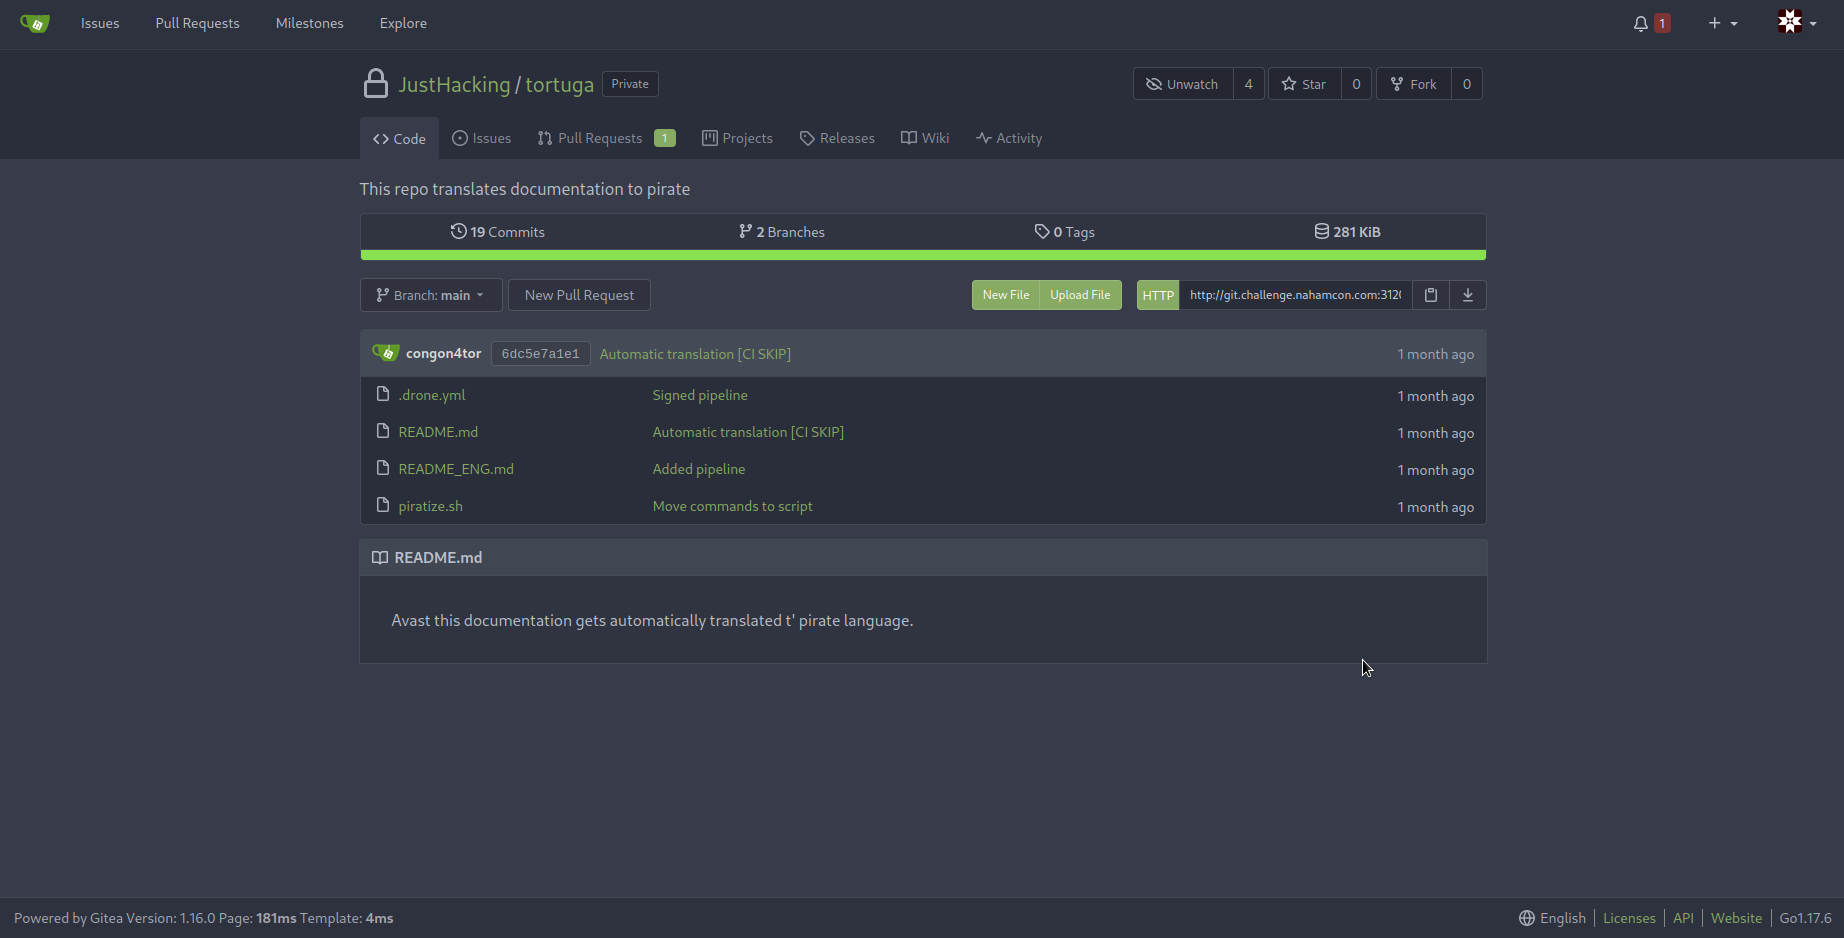 Issues Pull Requests Milestones Explore 1
JustHacking / tortuga Private Unwatch 4 Star 0 Fork 0
Code Issues Pull Requests 1 Projects Releases Wiki Activity
This repo translates documentation to pirate
19 Commits 2 Branches 0 Tags 281 KiB
Branch: main New Pull Request New File Upload File HTTP http://git.challenge.nahamcon.com:312
congon4tor 6dc5e7a1e1 Automatic translation [CI SKIP] 1 month ago
.drone.yml Signed pipeline 1 month ago
README.md Automatic translation [CI SKIP] 1 month ago
README_ENG.md Added pipeline 1 month ago
piratize.sh Move commands to script 1 month ago
README.md
Avast this documentation gets automatically translated t' pirate language.
Powered by Gitea Version: 1.16.0 Page: 181ms Template: 4ms English Licenses API Website Go1.17.6